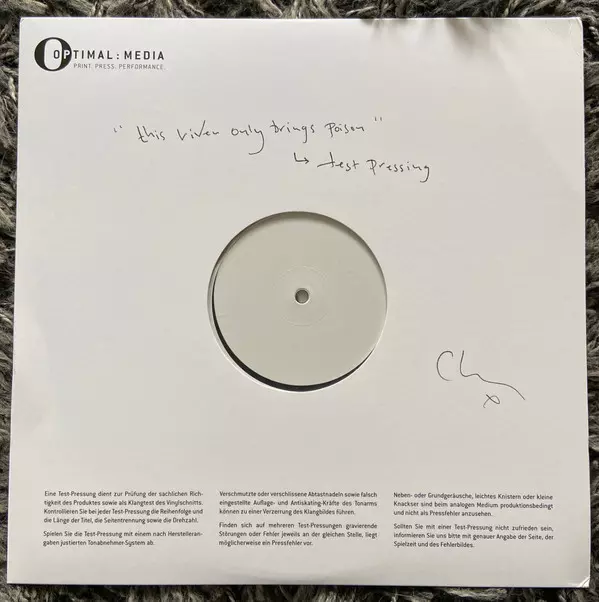 OPTIMAL : MEDIA
PRINT. PRESS. PERFORMANCE.
" this river only brings poison "
↳ test pressing
x
Eine Test-Pressung dient zur Prüfung der sachlichen Rich-
tigkeit des Produktes sowie als Klangtest des Vinylschnitts.
Kontrollieren Sie bei jeder Test-Pressung die Reihenfolge und
die Länge der Titel, die Seitentrennung sowie die Drehzahl.
Spielen Sie die Test-Pressung mit einem nach Herstelleran-
gaben justierten Tonabnehmer-System ab.
Verschmutzte oder verschlissene Abtastnadeln sowie falsch
eingestellte Auflage- und Antiskating-Kräfte des Tonarms
können zu einer Verzerrung des Klangbildes führen.
Finden sich auf mehreren Test-Pressungen gravierende
Störungen oder Fehler jeweils an der gleichen Stelle, liegt
möglicherweise ein Pressfehler vor.
Neben- oder Grundgeräusche, leichtes Knistern oder kleine
Knackser sind beim analogen Medium produktionsbedingt
und nicht als Pressfehler anzusehen.
Sollten Sie mit einer Test-Pressung nicht zufrieden sein,
informieren Sie uns bitte mit genauer Angabe der Seite, der
Spielzeit und des Fehlerbildes.